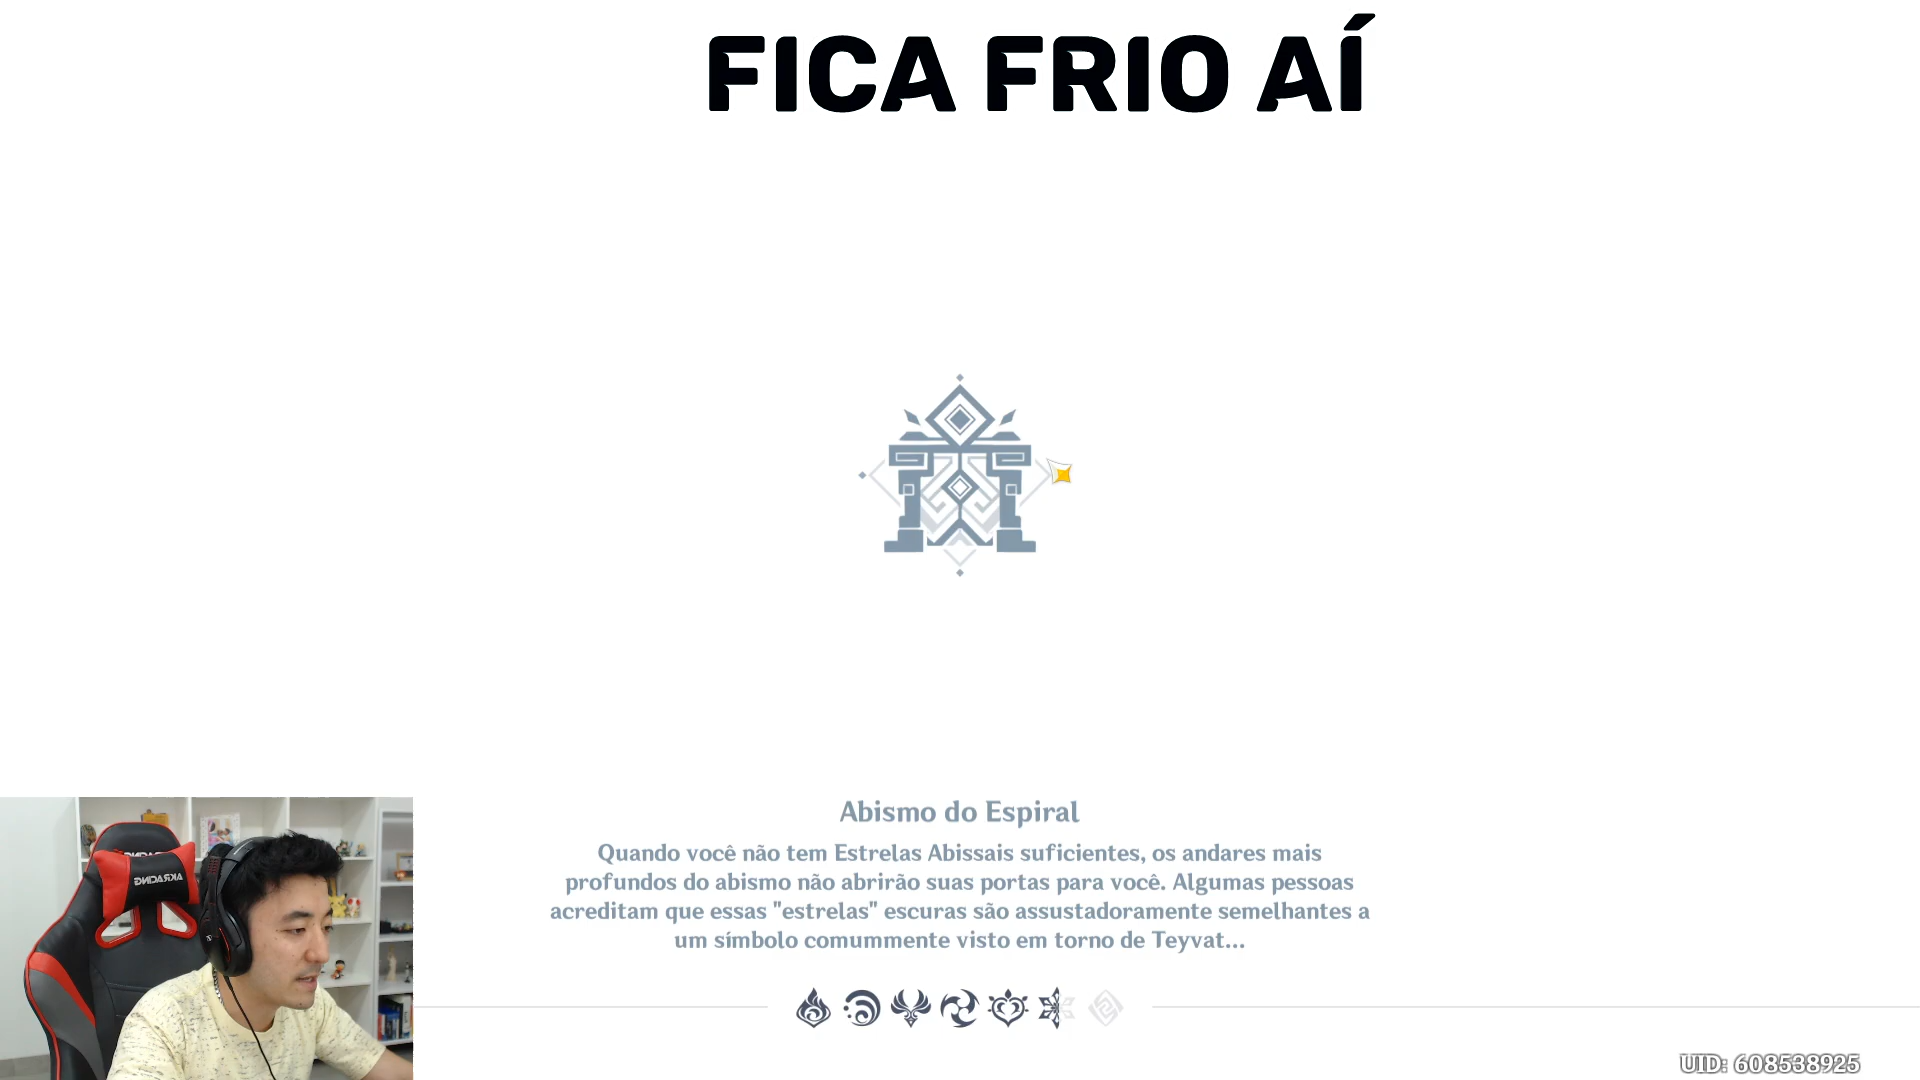 FICA FRIO AÍ
Abismo do Espiral
Quando você não tem Estrelas Abissais suficientes, os andares mais
profundos do abismo não abrirão suas portas para você. Algumas pessoas
acreditam que essas "estrelas" escuras são assustadoramente semelhantes a
um símbolo comummente visto em torno de Teyvat...
AKRACING
UID: 608538925